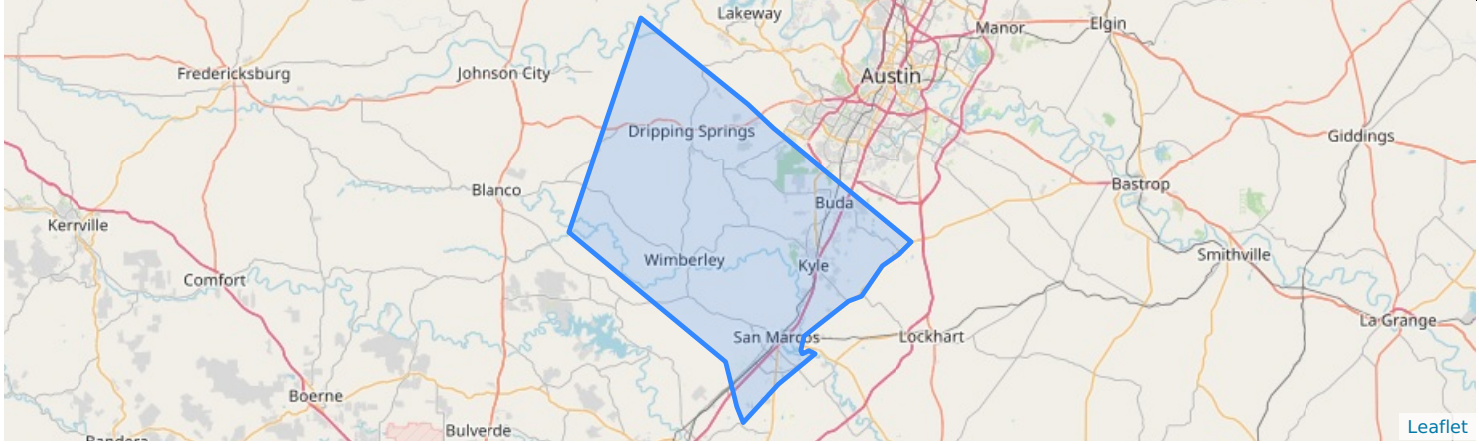 Lakeway
Elgin
Manor
Fredericksburg
Johnson City
Austin
Dripping Springs
Giddings
Bastrop
Blanco
Buda
Kerrville
Smithville
Wimberley
Kyle
Comfort
La Grange
San Marcos
Lockhart
Boerne
Bulverde
Leaflet